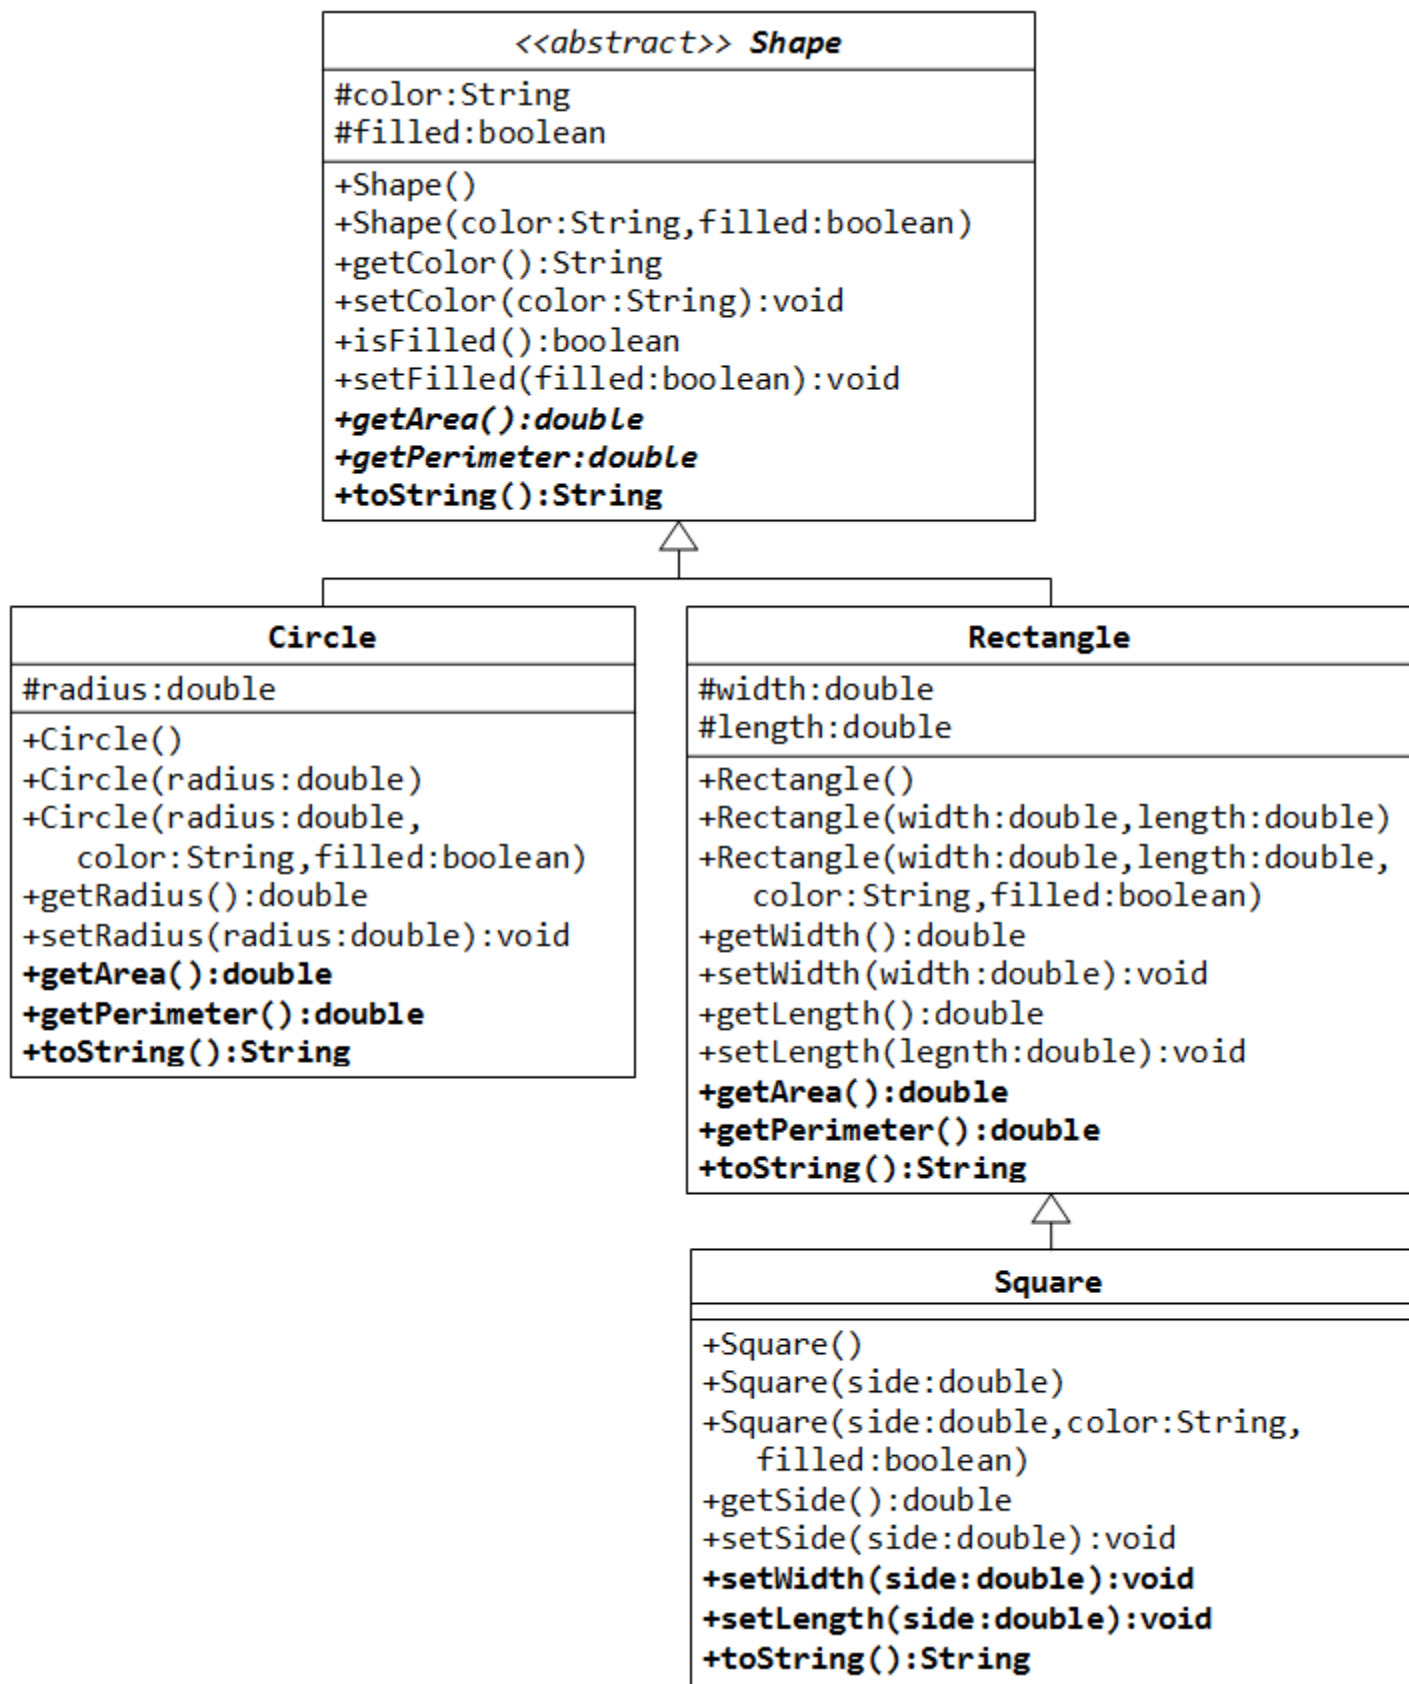 <<abstract>> Shape
#color:String
#filled:boolean
+Shape()
+Shape(color:String,filled:boolean)
+getColor():String
+setColor(color:String):void
+isFilled():boolean
+setFilled(filled:boolean):void
+getArea():double
+getPerimeter:double
+toString():String
Circle
#radius:double
+Circle()
+Circle(radius:double)
+Circle(radius:double,
color:String,filled:boolean)
+getRadius():double
+setRadius(radius:double):void
+getArea():double
+getPerimeter():double
+toString():String
Rectangle
#width:double
#length:double
+Rectangle()
+Rectangle(width:double,length:double)
+Rectangle(width:double,length:double,
color:String,filled:boolean)
+getWidth():double
+setWidth(width:double):void
+getLength():double
+setLength(legnth:double):void
+getArea():double
+getPerimeter():double
+toString():String
Square
+Square()
+Square(side:double)
+Square(side:double,color:String,
filled:boolean)
+getSide():double
+setSide(side:double):void
+setWidth(side:double):void
+setLength(side:double):void
+toString():String